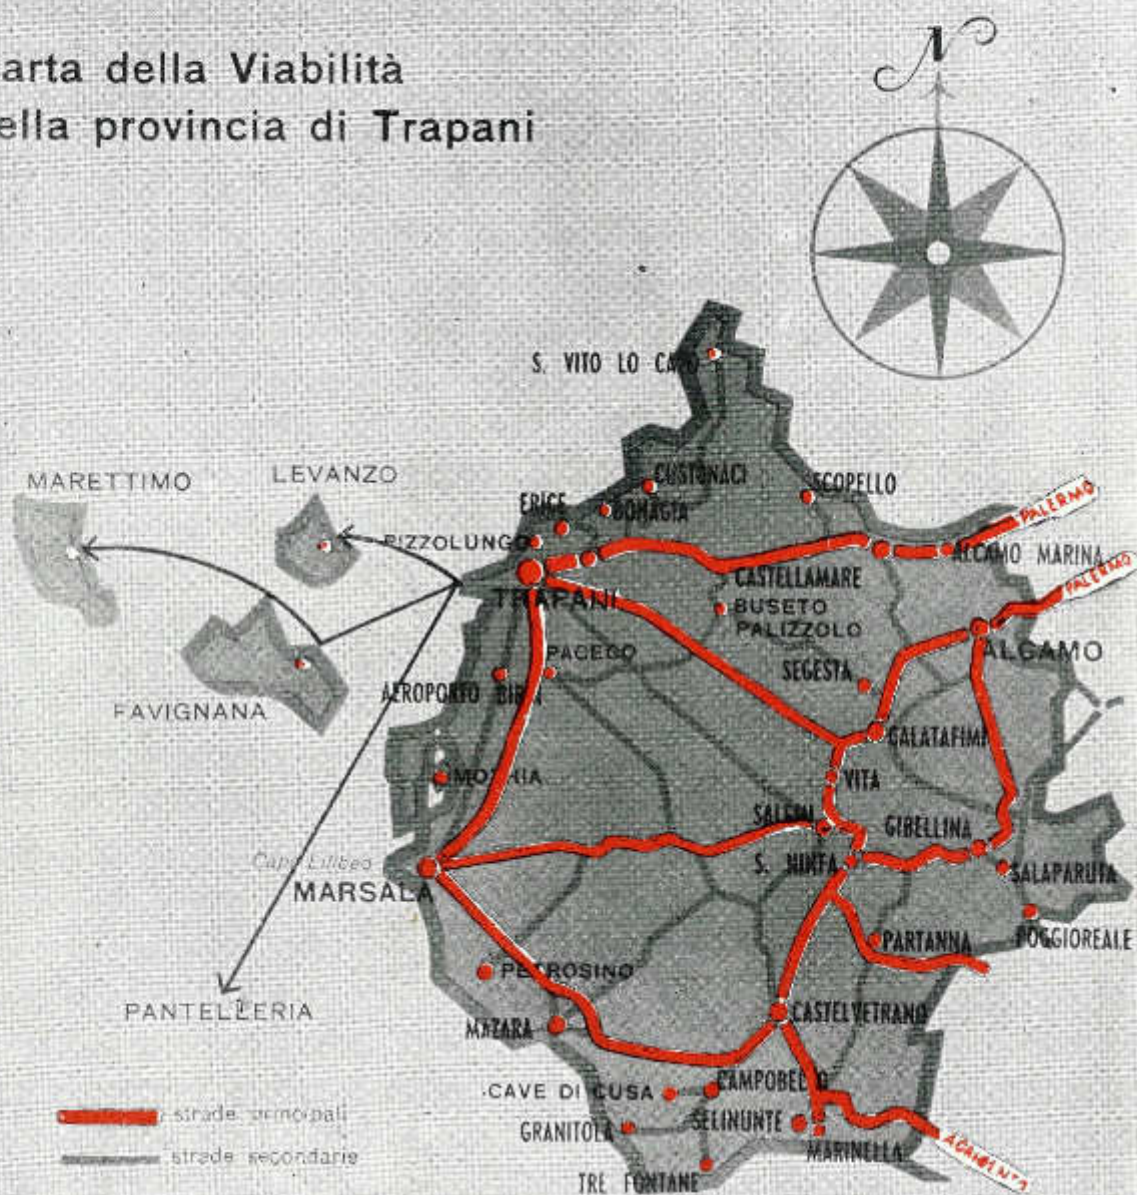 arta della Viabilità
ella provincia di Trapani
N
S. VITO LO CAPO
MARETTIMO
LEVANZO
CUSTONACI
SCOPELLO
ERICE
BONAGIA
PALERMO
PIZZOLUNGO
ALCAMO MARINA
PALERMO
CASTELLAMARE
TRAPANI
BUSETO
PALIZZOLO
ALCAMO
PACECO
SEGESTA
AEROPORTO BIRGI
FAVIGNANA
CALATAFIMI
MOTHIA
VITA
SALEMI
GIBELLINA
Capo Lilibeo
S. NINFA
SALAPARUTA
MARSALA
PARTANNA
POGGIOREALE
PETROSINO
PANTELLERIA
CASTELVETRANO
MAZARA
CAMPOBELLO
CAVE DI CUSA
strade principali
SELINUNTE
GRANITOLA
MARINELLA
AGRIGENTO
strade secondarie
TRE FONTANE